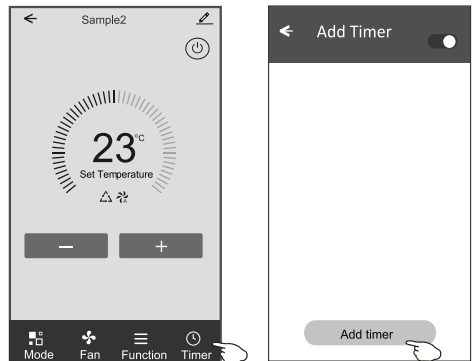 Sample2
23°C
Set Temperature
Mode Fan Function Timer
Add Timer
Add timer